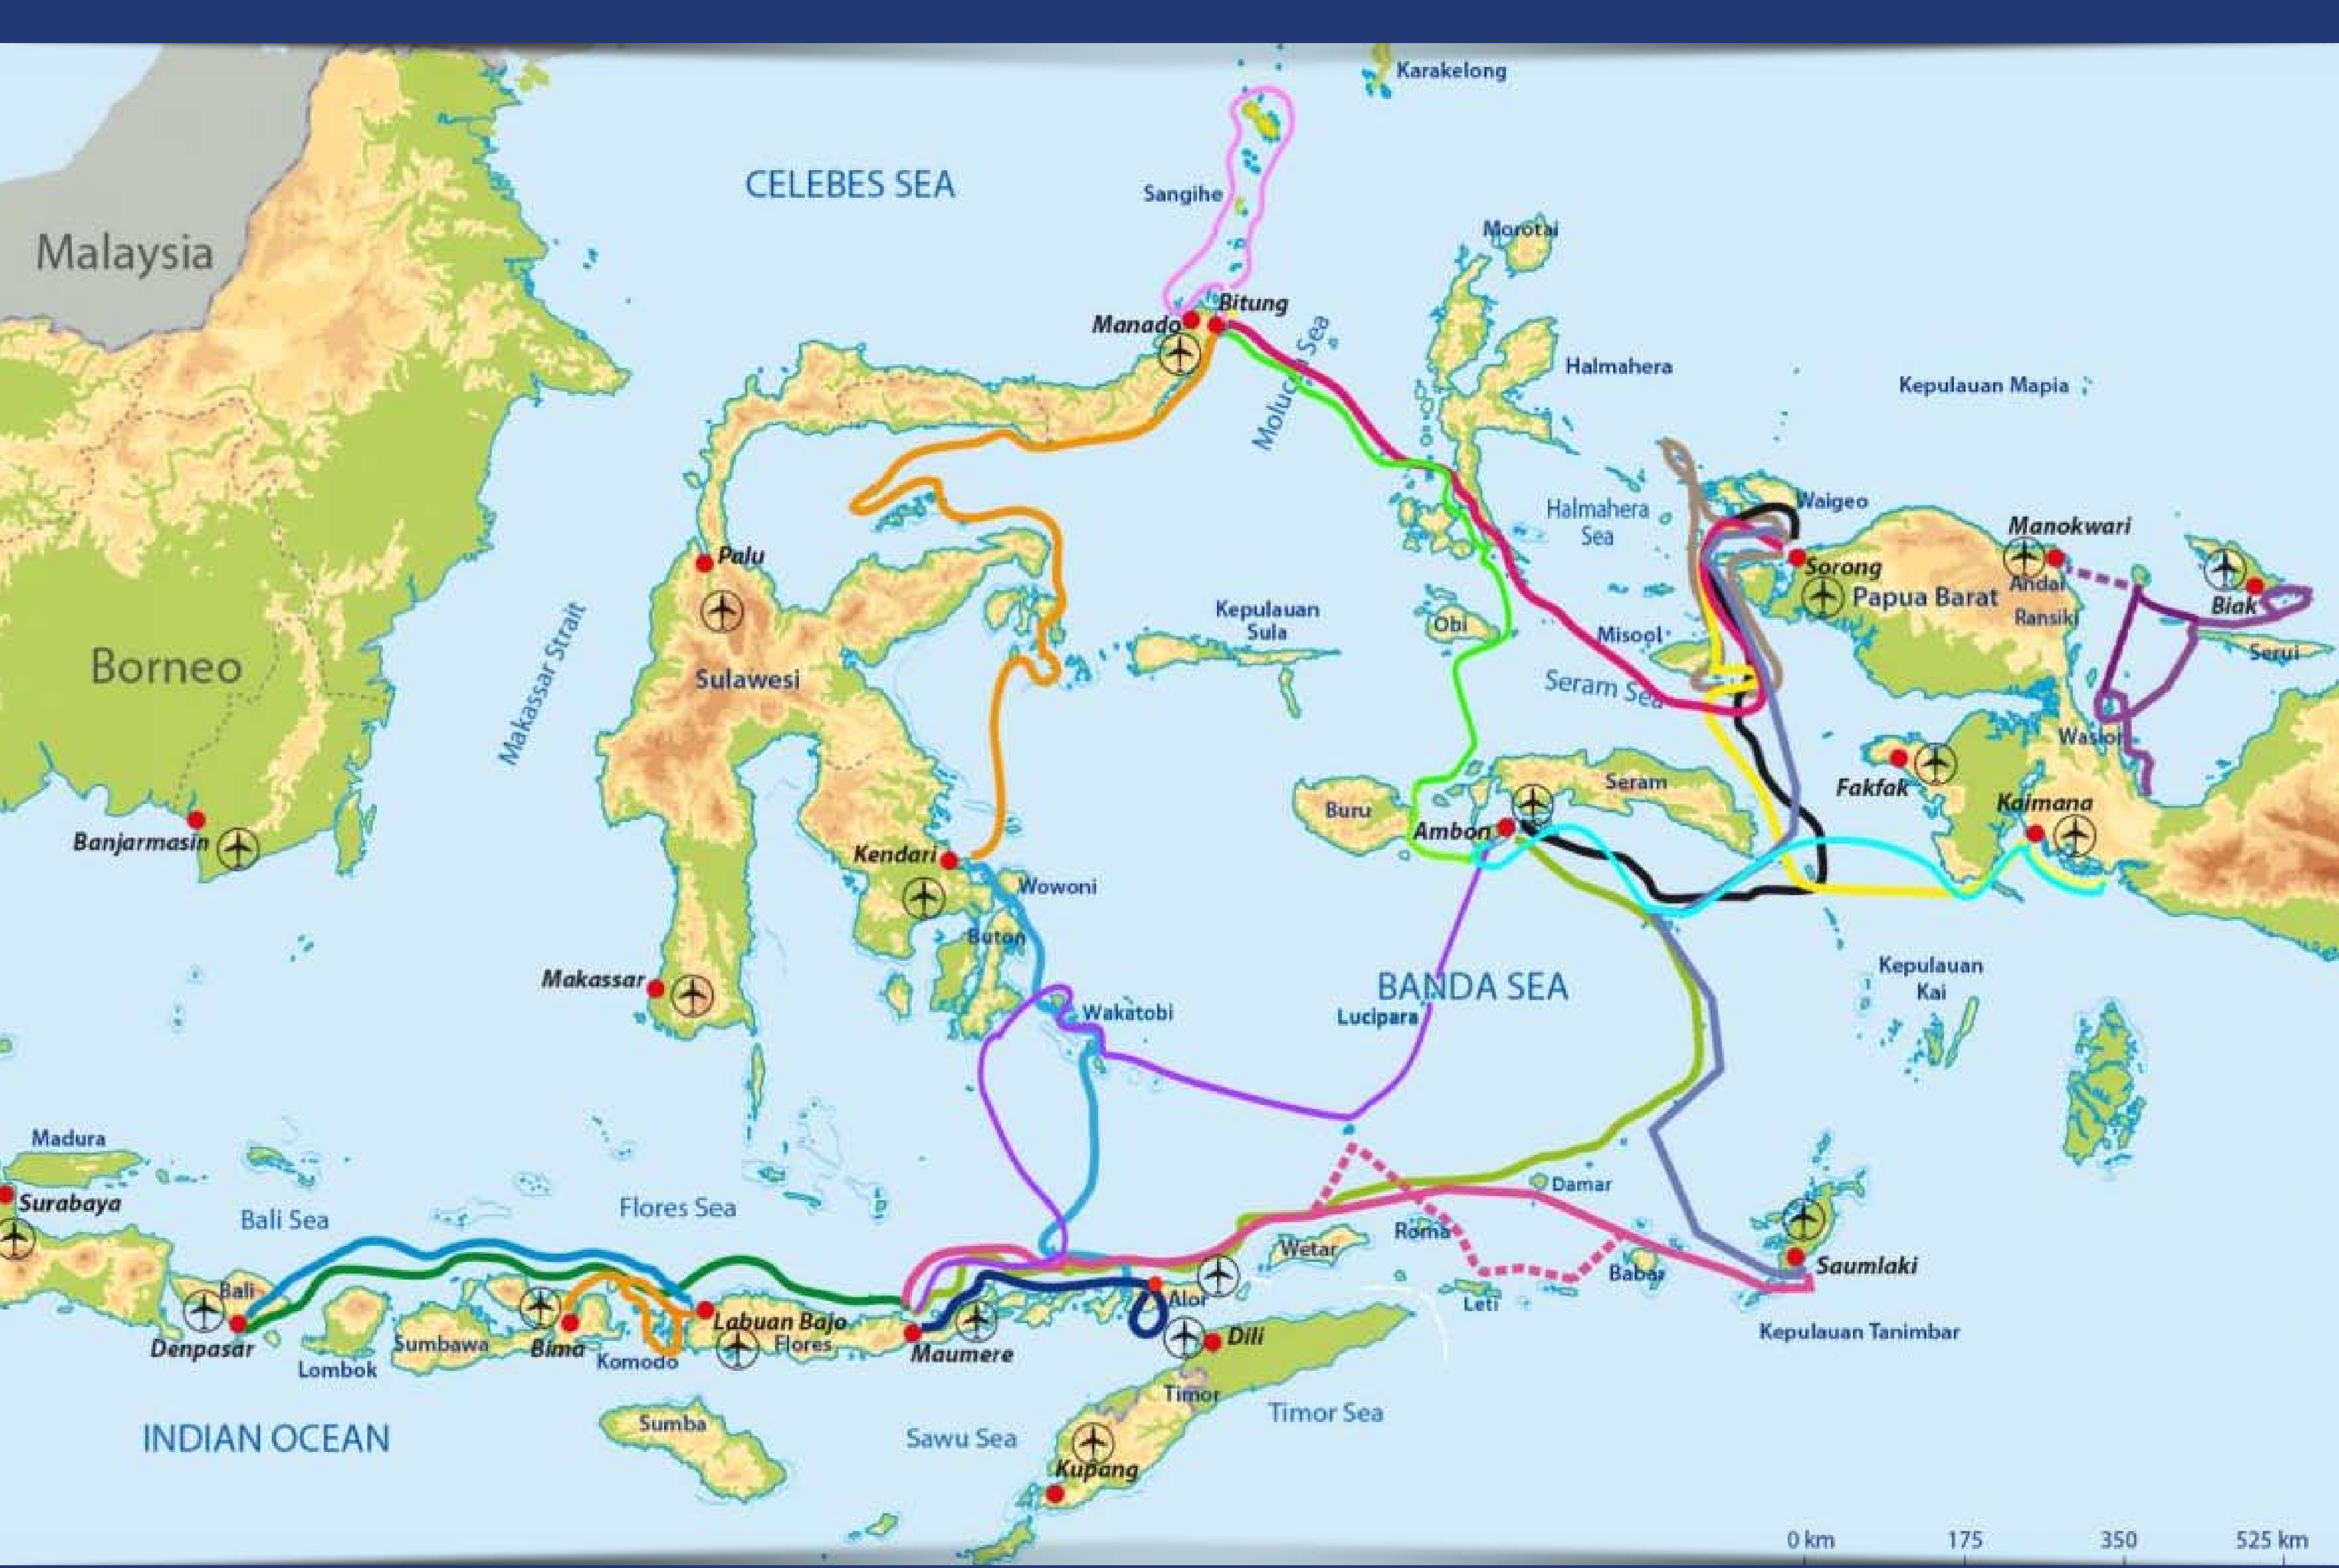 Karakelong
CELEBES SEA
Sangihe
Malaysia
Morotai
Bitung
Manado
Molucca Sea
Halmahera
Kepulauan Mapia
Halmahera
Sea
Waigeo
Manokwari
Palu
Sorong
Andai
Papua Barat
Biak
Ransiki
Kepulauan
Sula
Obi
Misool
Serui
Makassar Strait
Borneo
Sulawesi
Seram Sea
Wasior
Seram
Fakfak
Kaimana
Buru
Ambon
Banjarmasin
Kendari
Wowoni
Buton
Kepulauan
Kai
Makassar
BANDA SEA
Wakatobi
Lucipara
Madura
Surabaya
Bali Sea
Flores Sea
Damar
Roma
Wetar
Babar
Saumlaki
Bali
Alor
Leti
Labuan Bajo
Denpasar
Lombok
Sumbawa
Bima
Komodo
Flores
Maumere
Dili
Kepulauan Tanimbar
Timor
Timor Sea
INDIAN OCEAN
Sumba
Sawu Sea
Kupang
0 km 175 350 525 km